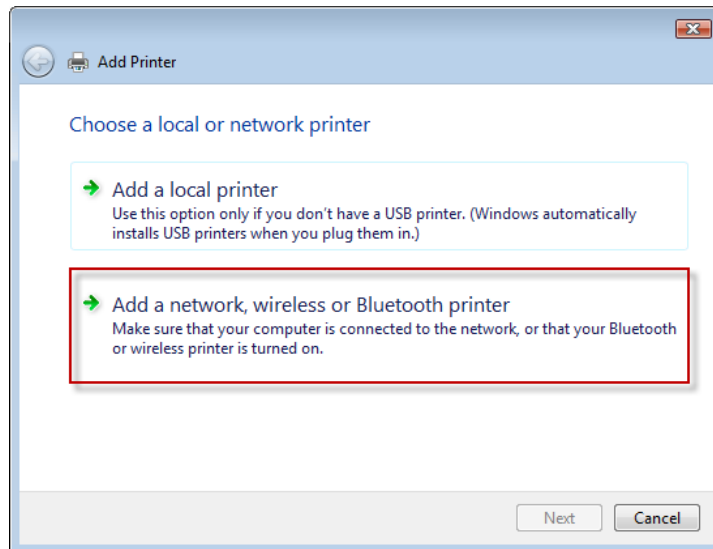 Add Printer
Choose a local or network printer
Add a local printer
Use this option only if you don't have a USB printer. (Windows automatically
installs USB printers when you plug them in.)
Add a network, wireless or Bluetooth printer
Make sure that your computer is connected to the network, or that your Bluetooth
or wireless printer is turned on.
Next
Cancel